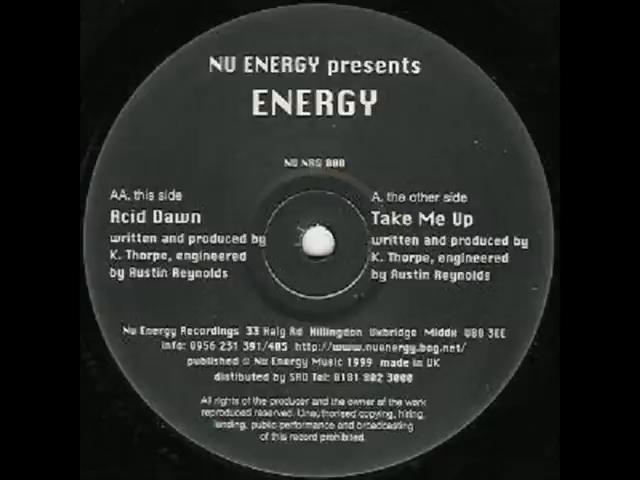 NU ENERGY presents
ENERGY
NU NRG 008
AA. this side
Acid Dawn
written and produced by
K. Thorpe, engineered
by Austin Reynolds
A. the other side
Take Me Up
written and produced by
K. Thorpe, engineered
by Austin Reynolds
Nu Energy Recordings 33 Haig Rd Hillingdon Uxbridge Middx UB8 3EE
info: 0956 231 391/405 http://www.nuenergy.bog.net/
published © Nu Energy Music 1999 made in UK
distibuted by SRD Tel: 0181 802 3000
All rights of the producer and the owner of the work
reproduced reserved. Unauthorised copying, hiring,
lending, public performance and broadcasting
of this record prohibited.